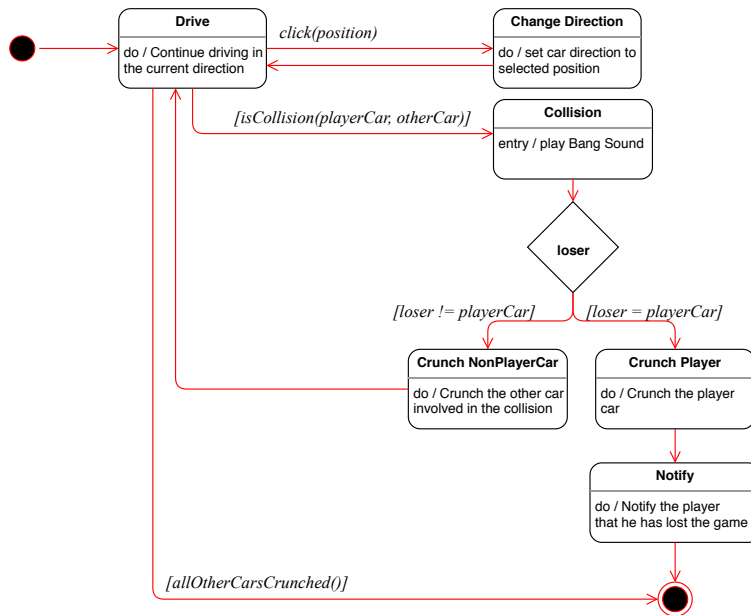 Drive
do / Continue driving in
the current direction
click(position)
Change Direction
do / set car direction to
selected position
[isCollision(playerCar, otherCar)]
Collision
entry / play Bang Sound
loser
[loser != playerCar]
[loser = playerCar]
Crunch NonPlayerCar
do / Crunch the other car
involved in the collision
Crunch Player
do / Crunch the player
car
Notify
do / Notify the player
that he has lost the game
[allOtherCarsCrunched()]